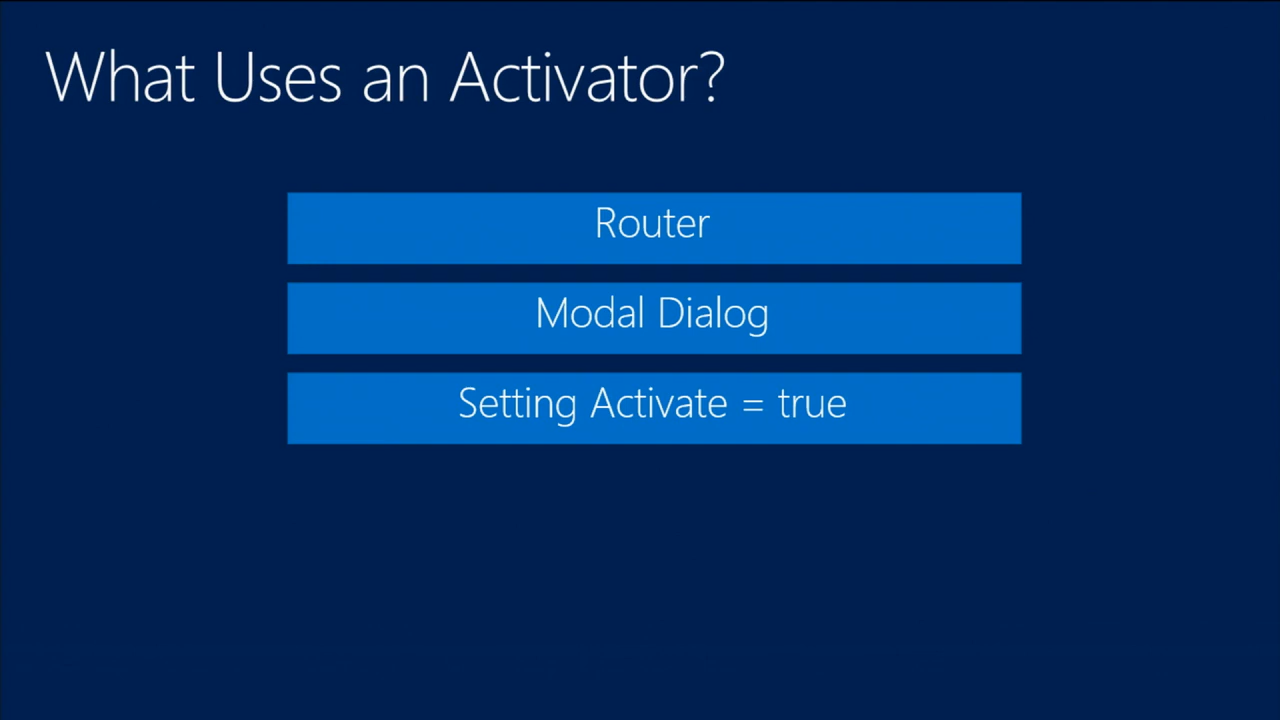 What Uses an Activator?
Router
Modal Dialog
Setting Activate = true